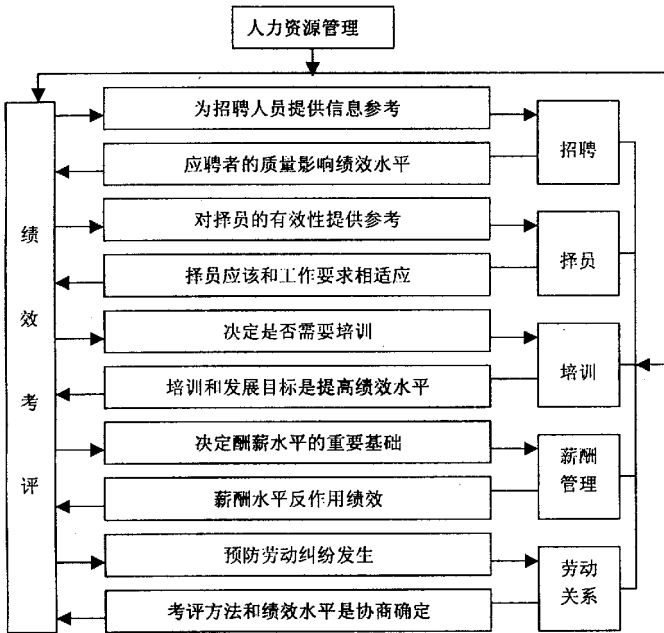 人力资源管理
为招聘人员提供信息参考
应聘者的质量影响绩效水平
招聘
对择员的有效性提供参考
择员应该和工作要求相适应
择员
决定是否需要培训
培训和发展目标是提高绩效水平
培训
决定酬薪水平的重要基础
薪酬水平反作用绩效
薪酬
管理
预防劳动纠纷发生
考评方法和绩效水平是协商确定
劳动
关系
绩
效
考
评